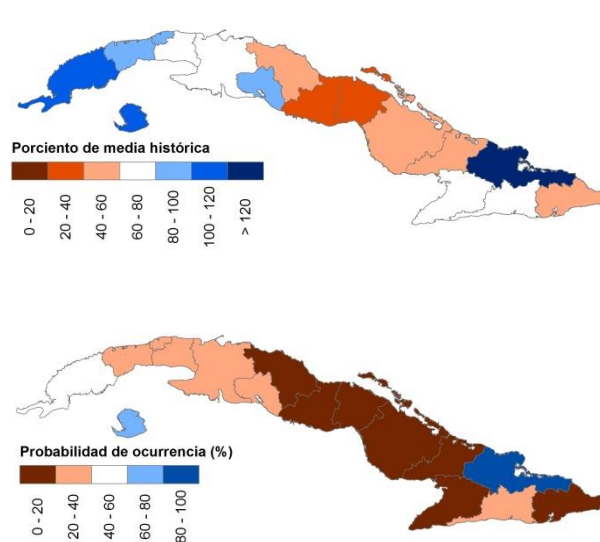 Porciento de media histórica
0 - 20
20 - 40
40 - 60
60 - 80
80 - 100
100 - 120
> 120
Probabilidad de ocurrencia (%)
0 - 20
20 - 40
40 - 60
60 - 80
80 - 100